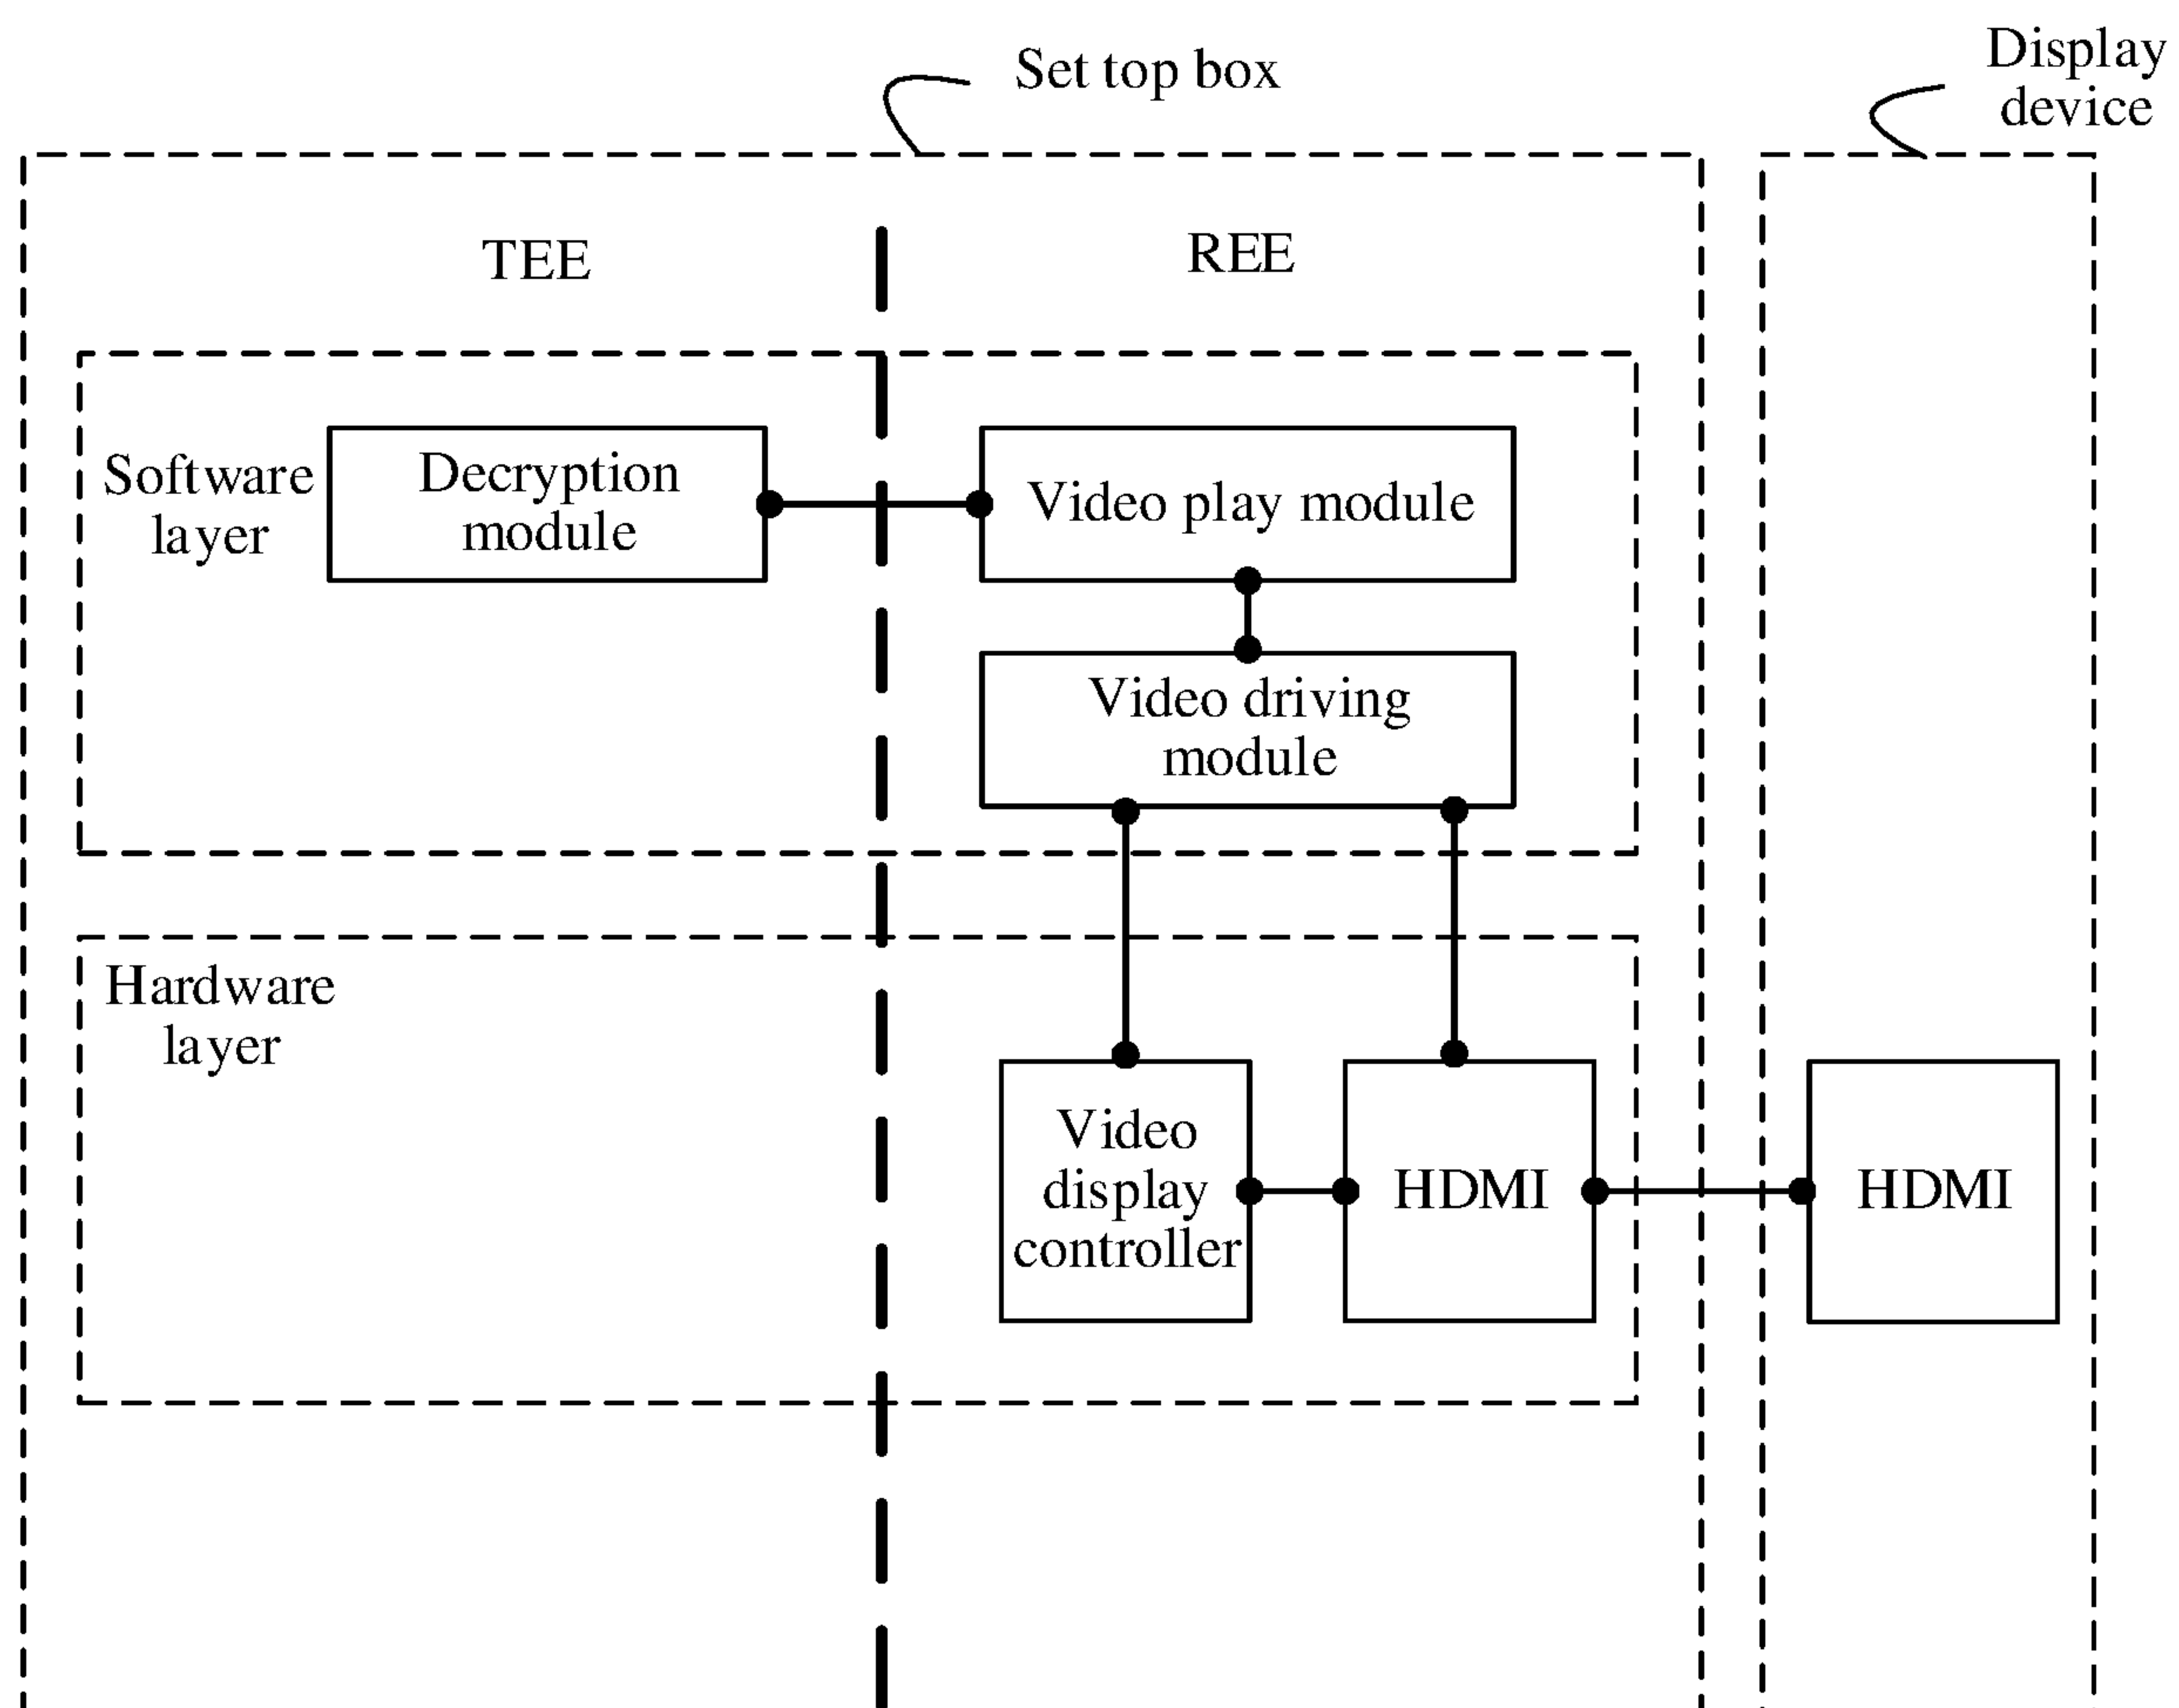 Set top box
Display
device
TEE
REE
Software
layer
Decryption
module
Video play module
Video driving
module
Hardware
layer
Video
display
controller
HDMI
HDMI